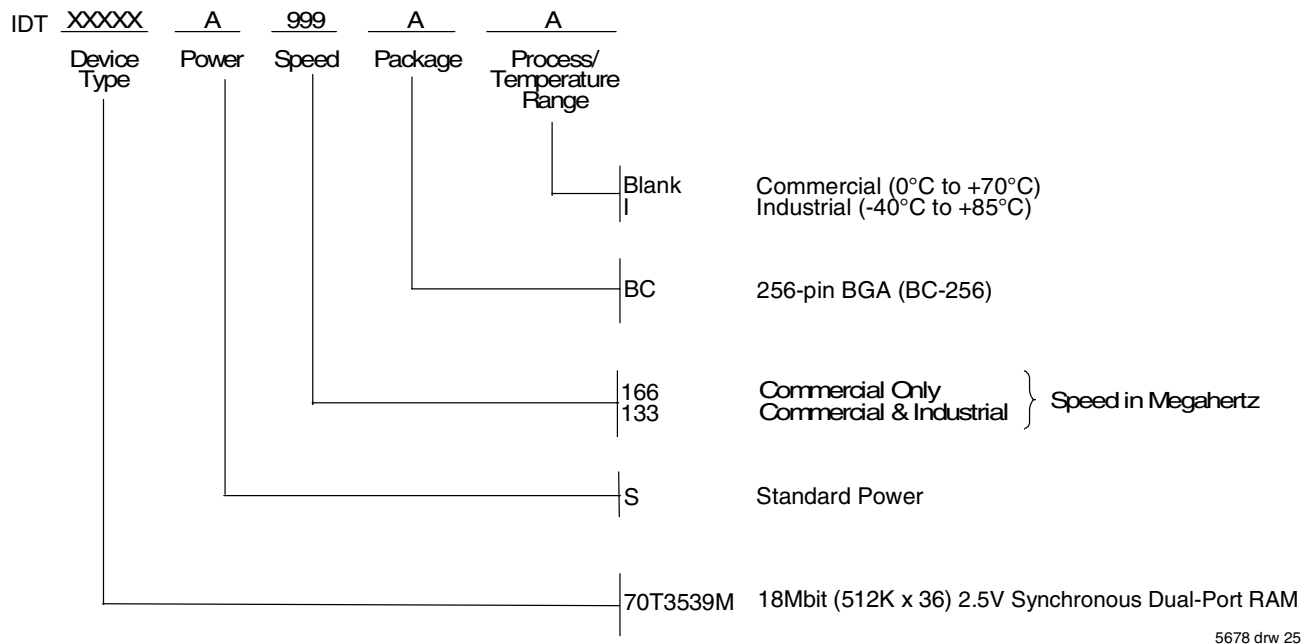 IDT XXXXX A 999 A A
Device Type Power Speed Package Process/ Temperature Range
Blank Commercial (0°C to +70°C)
I Industrial (-40°C to +85°C)
BC 256-pin BGA (BC-256)
166 Commercial Only
133 Commercial & Industrial
Speed in Megahertz
S Standard Power
70T3539M 18Mbit (512K x 36) 2.5V Synchronous Dual-Port RAM
5678 drw 25